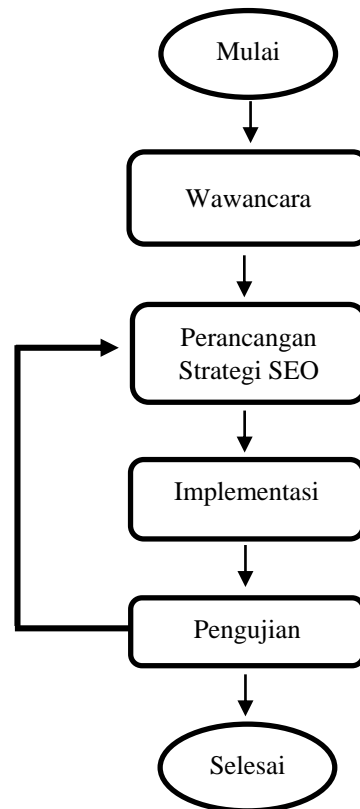 Mulai
Wawancara
Perancangan
Strategi SEO
Implementasi
Pengujian
Selesai